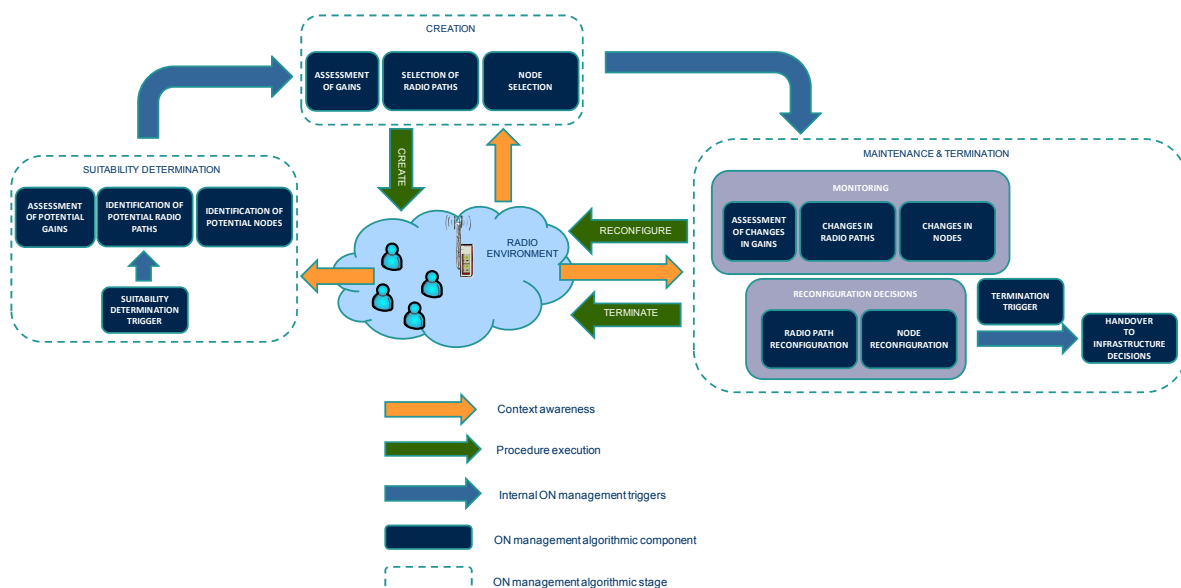 CREATION
ASSESSMENT
OF GAINS
SELECTION OF
RADIO PATHS
NODE
SELECTION
CREATE
SUITABILITY DETERMINATION
ASSESSMENT
OF POTENTIAL
GAINS
IDENTIFICATION OF
POTENTIAL RADIO
PATHS
IDENTIFICATION OF
POTENTIAL NODES
SUITABILITY
DETERMINATION
TRIGGER
RADIO
ENVIRONMENT
RECONFIGURE
TERMINATE
MAINTENANCE & TERMINATION
MONITORING
ASSESSMENT
OF CHANGES
IN GAINS
CHANGES IN
RADIO PATHS
CHANGES IN
NODES
RECONFIGURATION DECISIONS
RADIO PATH
RECONFIGURATION
NODE
RECONFIGURATION
TERMINATION
TRIGGER
HANDOVER
TO
INFRASTRUCTURE
DECISIONS
Context awareness
Procedure execution
Internal ON management triggers
ON management algorithmic component
ON management algorithmic stage